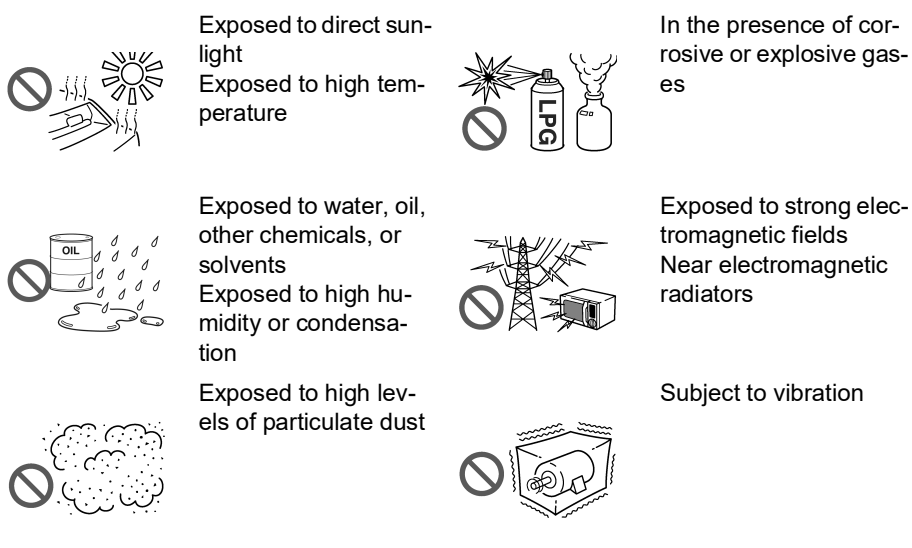 Exposed to direct sun-
light
Exposed to high tem-
perature
LPG
In the presence of cor-
rosive or explosive gas-
es
OIL
Exposed to water, oil,
other chemicals, or
solvents
Exposed to high hu-
midity or condensa-
tion
Exposed to strong elec-
tromagnetic fields
Near electromagnetic
radiators
Exposed to high lev-
els of particulate dust
Subject to vibration